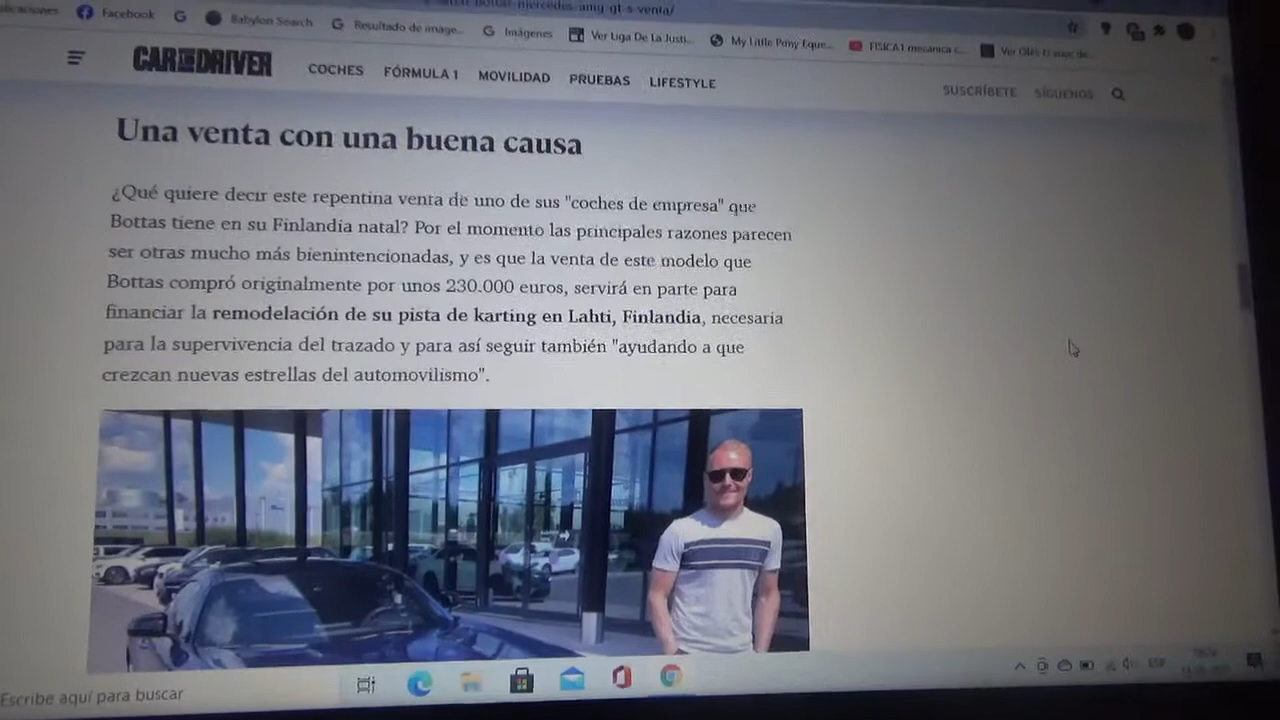 mercedes-amg-gt-s-venta/
Facebook
Babylon Search
Resultado de image...
Imágenes
Ver Liga De La Justi...
My Little Pony Eque...
FISICA1 mecánica c...
CAR AND DRIVER
COCHES
FÓRMULA 1
MOVILIDAD
PRUEBAS
LIFESTYLE
SUSCRÍBETE
SÍGUENOS
Una venta con una buena causa
¿Qué quiere decir este repentina venta de uno de sus "coches de empresa" que
Bottas tiene en su Finlandia natal? Por el momento las principales razones parecen
ser otras mucho más bienintencionadas, y es que la venta de este modelo que
Bottas compró originalmente por unos 230.000 euros, servirá en parte para
financiar la remodelación de su pista de karting en Lahti, Finlandia, necesaria
para la supervivencia del trazado y para así seguir también "ayudando a que
crezcan nuevas estrellas del automovilismo".
Escribe aquí para buscar
ESP